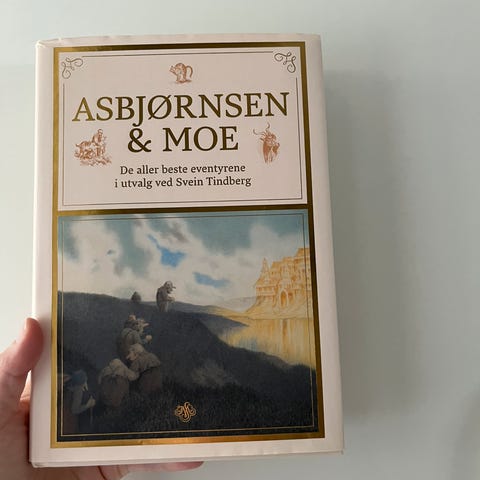 ASBJØRNSEN
& MOE
De aller beste eventyrene
i utvalg ved Svein Tindberg